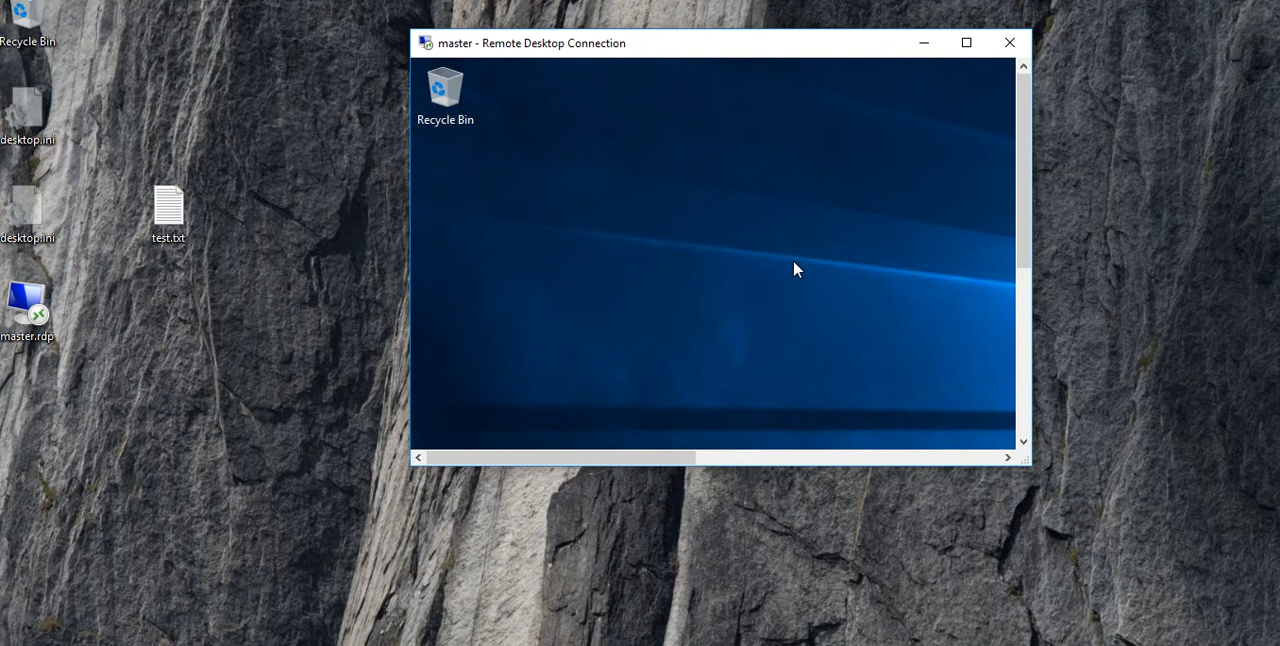 Recycle Bin
desktop.ini
desktop.ini
master.rdp
test.txt
master - Remote Desktop Connection
Recycle Bin